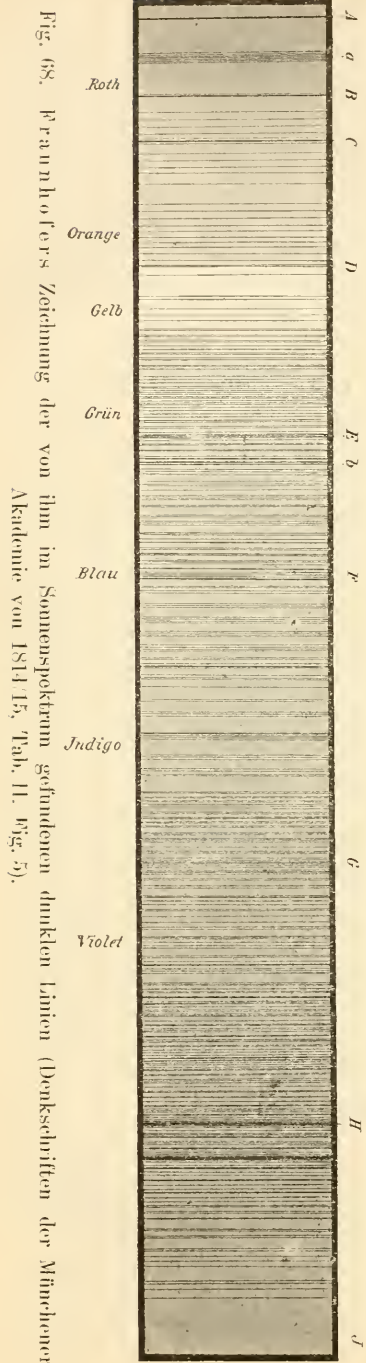 A
a
B
C
D
E
b
F
G
H
J
Roth
Orange
Gelb
Grün
Blau
Jndigo
Violet
Fig. 68. Fraunhofers Zeichnung der von ihm im Sonnenspektrum gefundenen dunklen Linien (Denkschriften der Münchener
Akademie von 1814/15, Tab. II. Fig. 5).